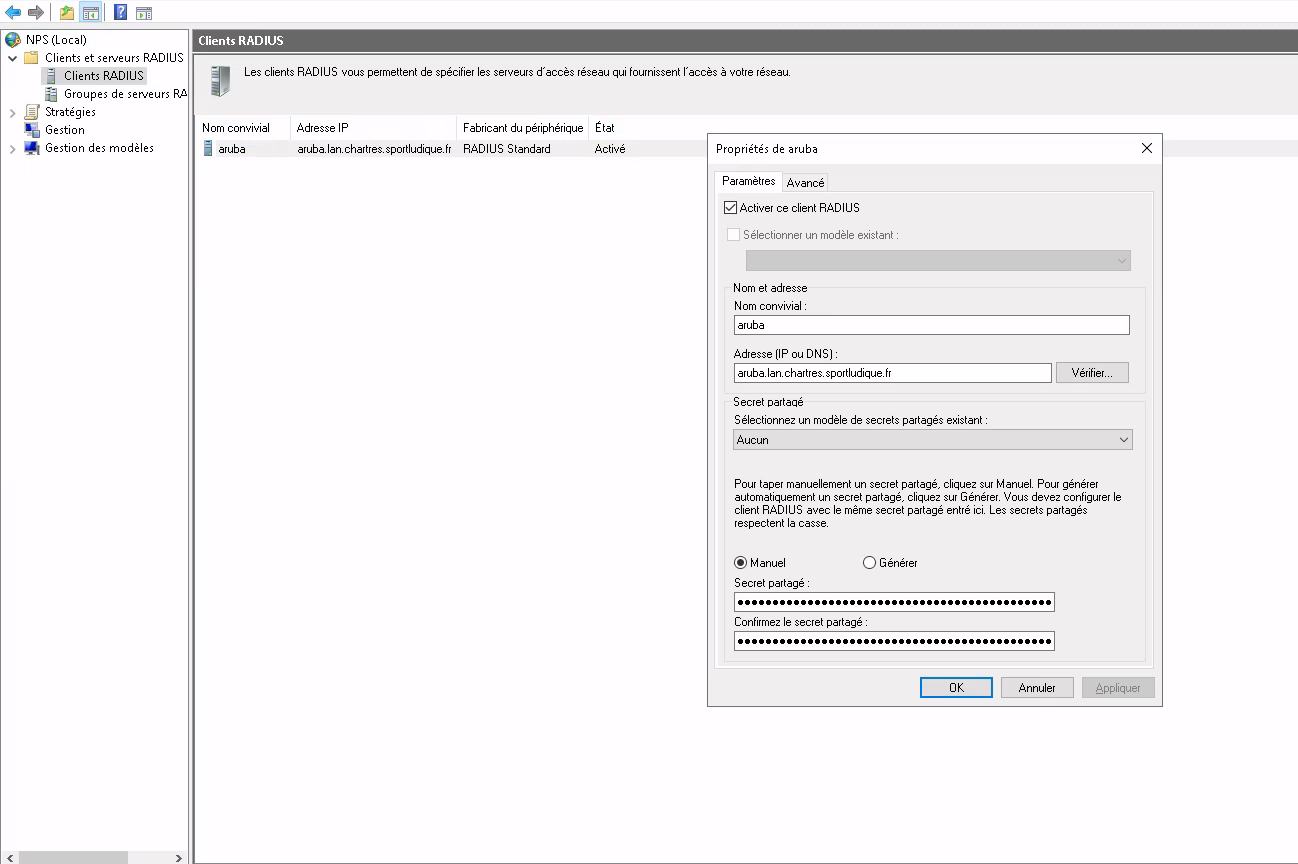 NPS (Local)
Clients et serveurs RADIUS
Clients RADIUS
Groupes de serveurs RA
Stratégies
Gestion
Gestion des modèles
Clients RADIUS
Les clients RADIUS vous permettent de spécifier les serveurs d'accès réseau qui fournissent l'accès à votre réseau.
Nom convivial Adresse IP Fabricant du périphérique État
aruba aruba.lan.chartres.sportludique.fr RADIUS Standard Activé
Propriétés de aruba
Paramètres Avancé
Activer ce client RADIUS
Sélectionner un modèle existant :
Nom et adresse
Nom convivial :
aruba
Adresse (IP ou DNS) :
aruba.lan.chartres.sportludique.fr Vérifier...
Secret partagé
Sélectionnez un modèle de secrets partagés existant :
Aucun
Pour taper manuellement un secret partagé, cliquez sur Manuel. Pour générer
automatiquement un secret partagé, cliquez sur Générer. Vous devez configurer le
client RADIUS avec le même secret partagé entré ici. Les secrets partagés
respectent la casse.
Manuel Générer
Secret partagé :
Confirmez le secret partagé :
OK Annuler Appliquer